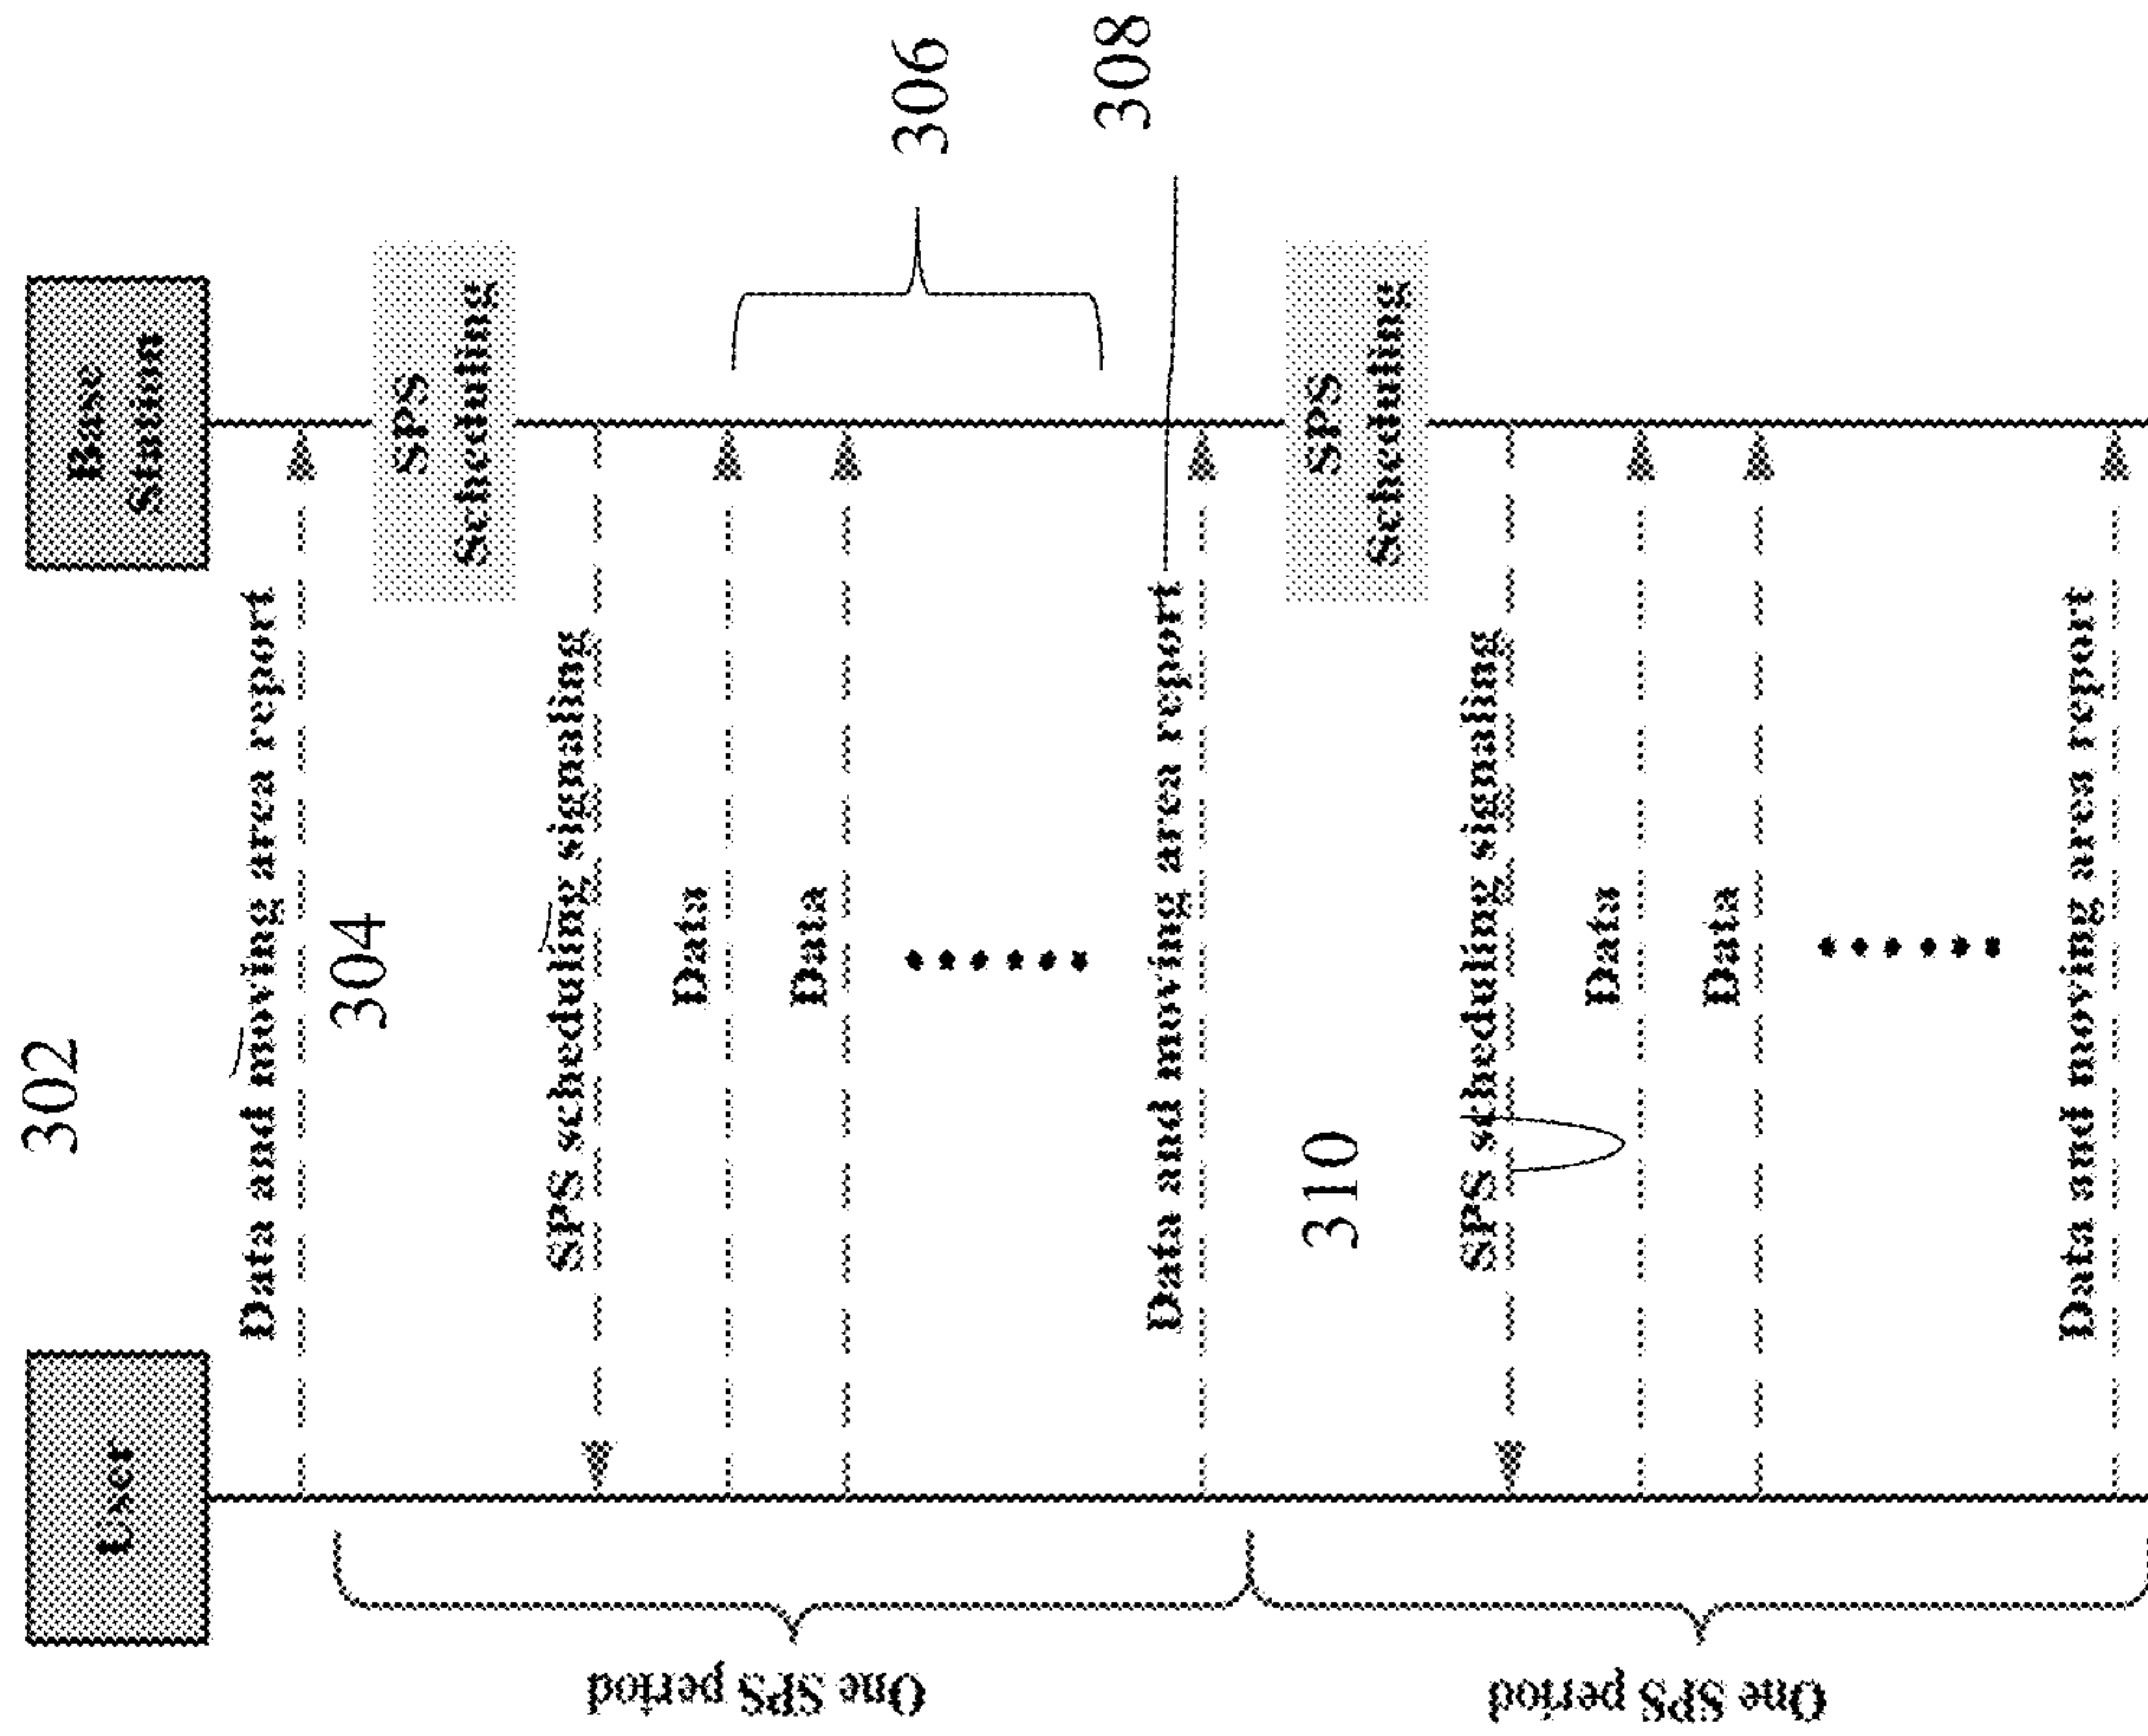 User
Base
Station
302
Data and moving area report
304
SPS
Scheduling
SPS scheduling signaling
Data
306
Data
......
308
Data and moving area report
310
SPS
Scheduling
SPS scheduling signaling
Data
Data
......
Data and moving area report
One SPS period
One SPS period